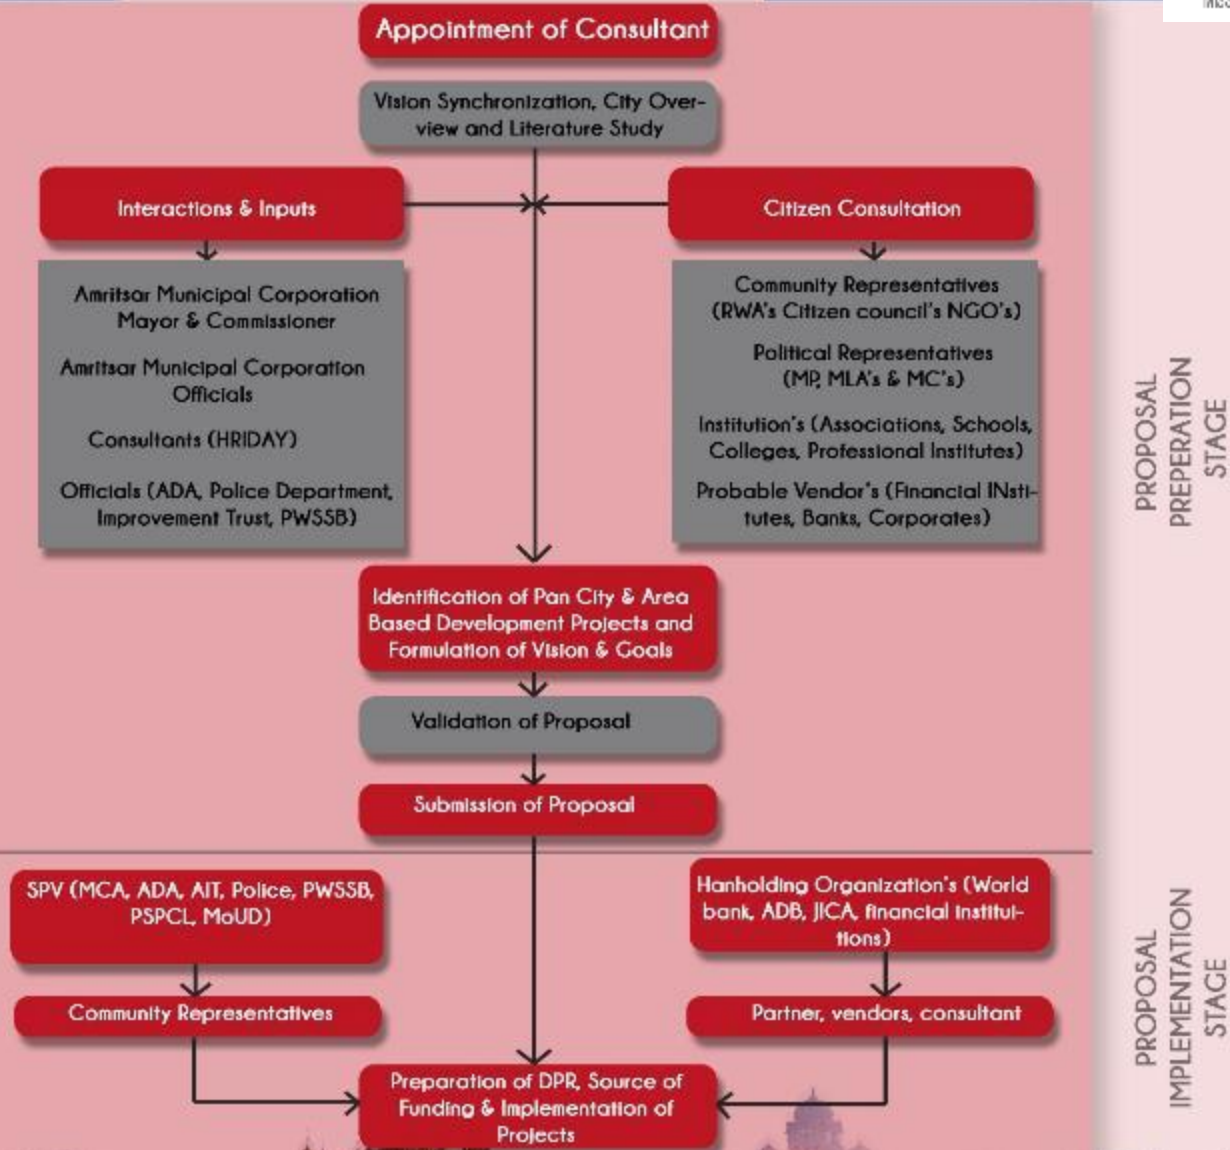 Appointment of Consultant
Vision Synchronization, City Over-
view and Literature Study
Interactions & Inputs
Citizen Consultation
Amritsar Municipal Corporation
Mayor & Commissioner
Amritsar Municipal Corporation
Officials
Consultants (HRIDAY)
Officials (ADA, Police Department,
Improvement Trust, PWSSB)
Community Representatives
(RWA's Citizen council's NGO's)
Political Representatives
(MP, MLA's & MC's)
Institution's (Associations, Schools,
Colleges, Professional Institutes)
Probable Vendor's (Financial INsti-
tutes, Banks, Corporates)
PROPOSAL
PREPERATION
STAGE
Identification of Pan City & Area
Based Development Projects and
Formulation of Vision & Goals
Validation of Proposal
Submission of Proposal
SPV (MCA, ADA, AIT, Police, PWSSB,
PSPCL, MoUD)
Hanholding Organization's (World
bank, ADB, JICA, financial institui-
tions)
Community Representatives
Partner, vendors, consultant
Preparation of DPR, Source of
Funding & Implementation of
Projects
PROPOSAL
IMPLEMENTATION
STAGE